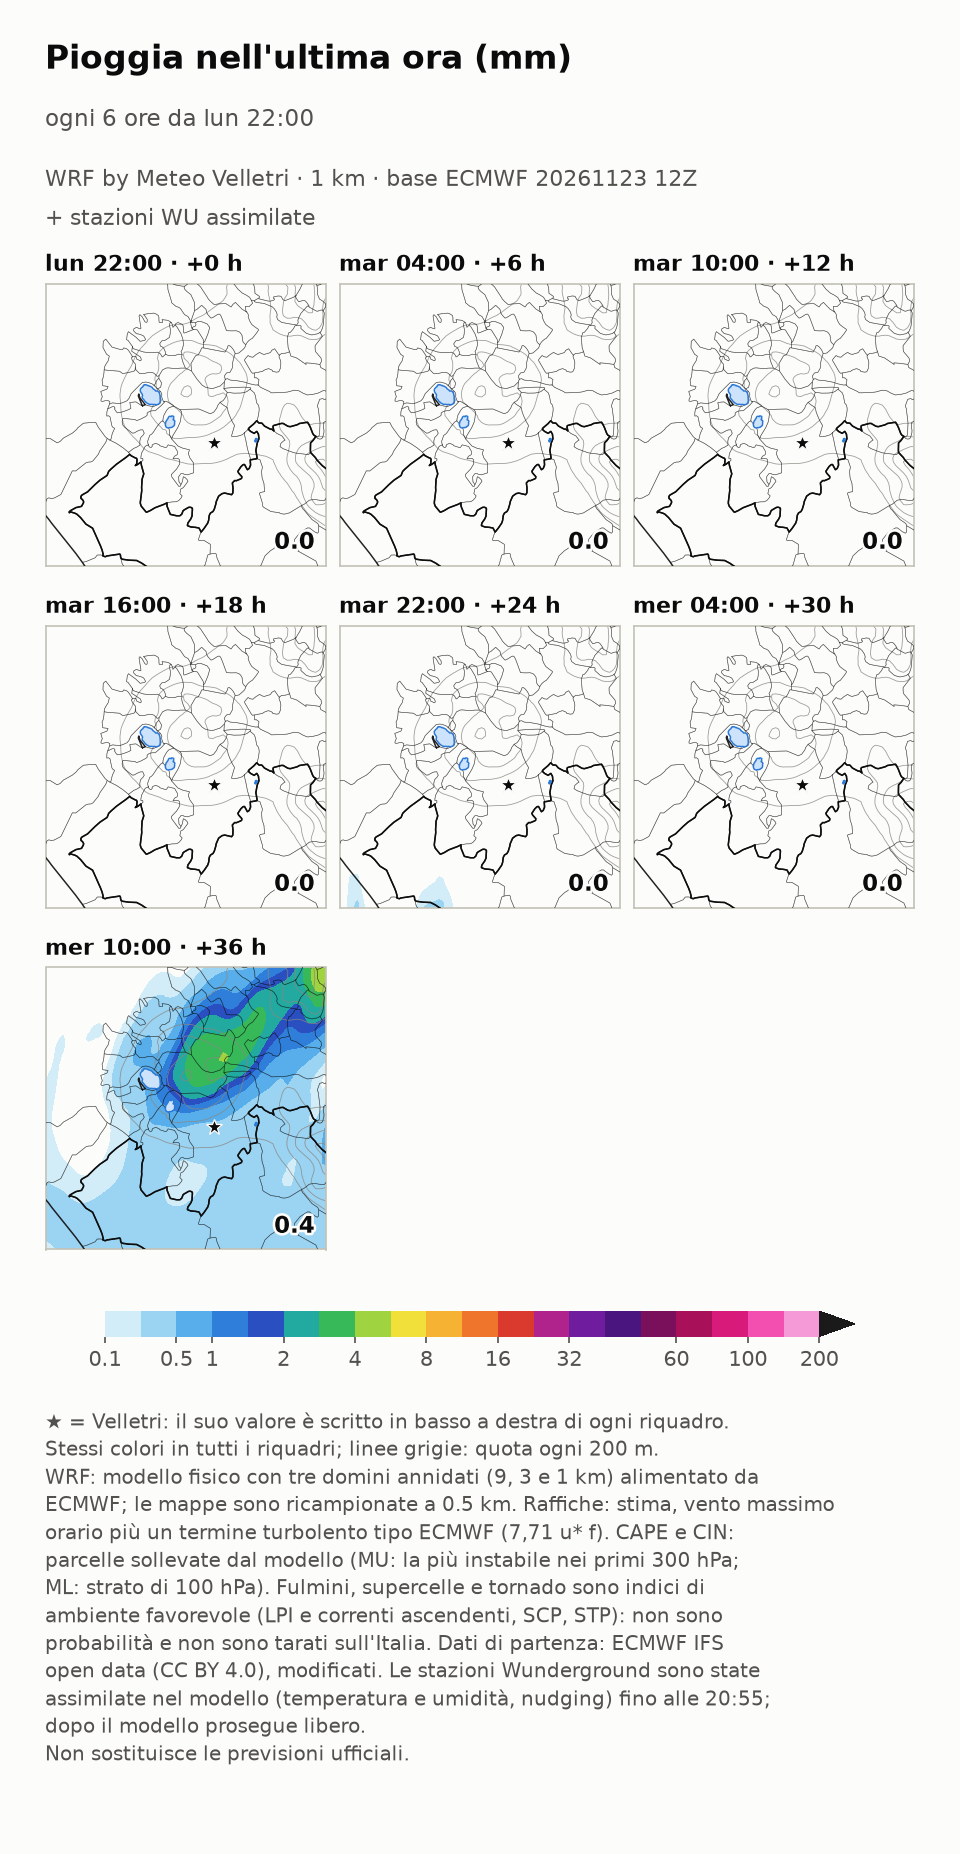 Pioggia nell'ultima ora (mm)
ogni 6 ore da lun 22:00
WRF by Meteo Velletri · 1 km · base ECMWF 20261123 12Z
+ stazioni WU assimilate
lun 22:00 · +0 h
mar 04:00 · +6 h
mar 10:00 · +12 h
0.0
0.0
0.0
mar 16:00 · +18 h
mar 22:00 · +24 h
mer 04:00 · +30 h
0.0
0.0
0.0
mer 10:00 · +36 h
0.4
0.1 0.5 1 2 4 8 16 32 60 100 200
★ = Velletri: il suo valore è scritto in basso a destra di ogni riquadro.
Stessi colori in tutti i riquadri; linee grigie: quota ogni 200 m.
WRF: modello fisico con tre domini annidati (9, 3 e 1 km) alimentato da
ECMWF; le mappe sono ricampionate a 0.5 km. Raffiche: stima, vento massimo
orario più un termine turbolento tipo ECMWF (7,71 u* f). CAPE e CIN:
parcelle sollevate dal modello (MU: la più instabile nei primi 300 hPa;
ML: strato di 100 hPa). Fulmini, supercelle e tornado sono indici di
ambiente favorevole (LPI e correnti ascendenti, SCP, STP): non sono
probabilità e non sono tarati sull'Italia. Dati di partenza: ECMWF IFS
open data (CC BY 4.0), modificati. Le stazioni Wunderground sono state
assimilate nel modello (temperatura e umidità, nudging) fino alle 20:55;
dopo il modello prosegue libero.
Non sostituisce le previsioni ufficiali.